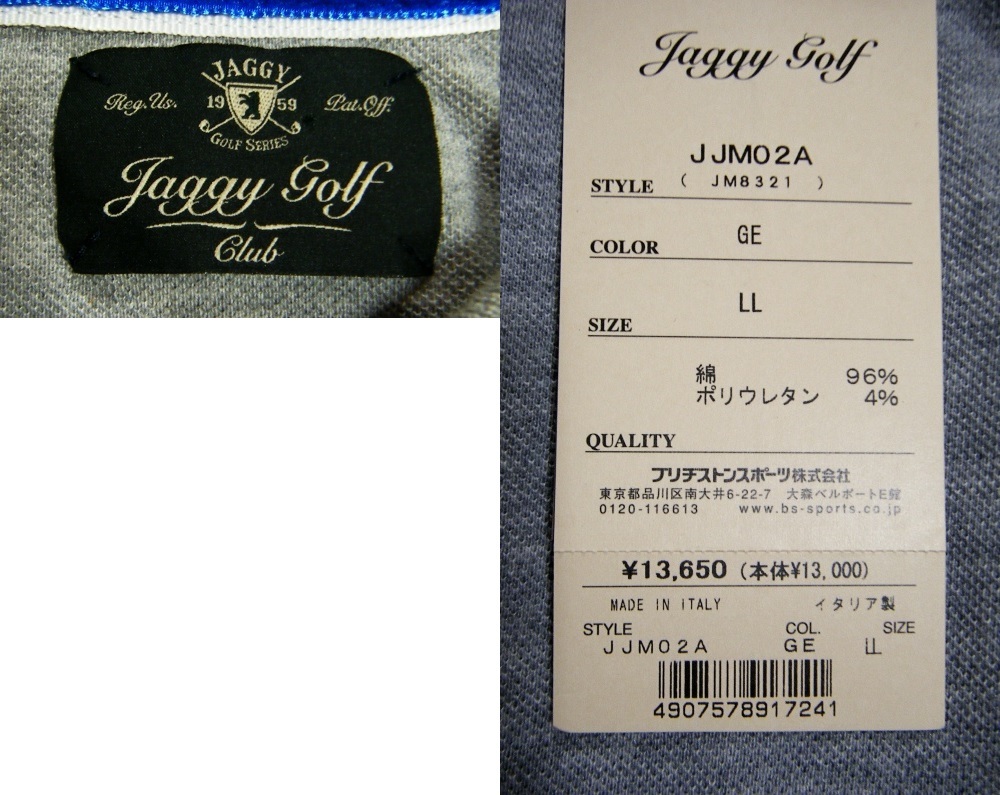 JAGGY
Reg. Us. 1959 Pat. Off.
GOLF SERIES
Jaggy Golf
Club
Jaggy Golf
JJM02A
STYLE ( JM8321 )
COLOR GE
SIZE LL
綿 96%
ポリウレタン 4%
QUALITY
ブリヂストンスポーツ株式会社
東京都品川区南大井6-22-7 大森ベルポートE館
0120-116613 www.bs-sports.co.jp
¥13,650 (本体¥13,000)
MADE IN ITALY イタリア製
STYLE COL. SIZE
JJM02A GE LL
4907578917241